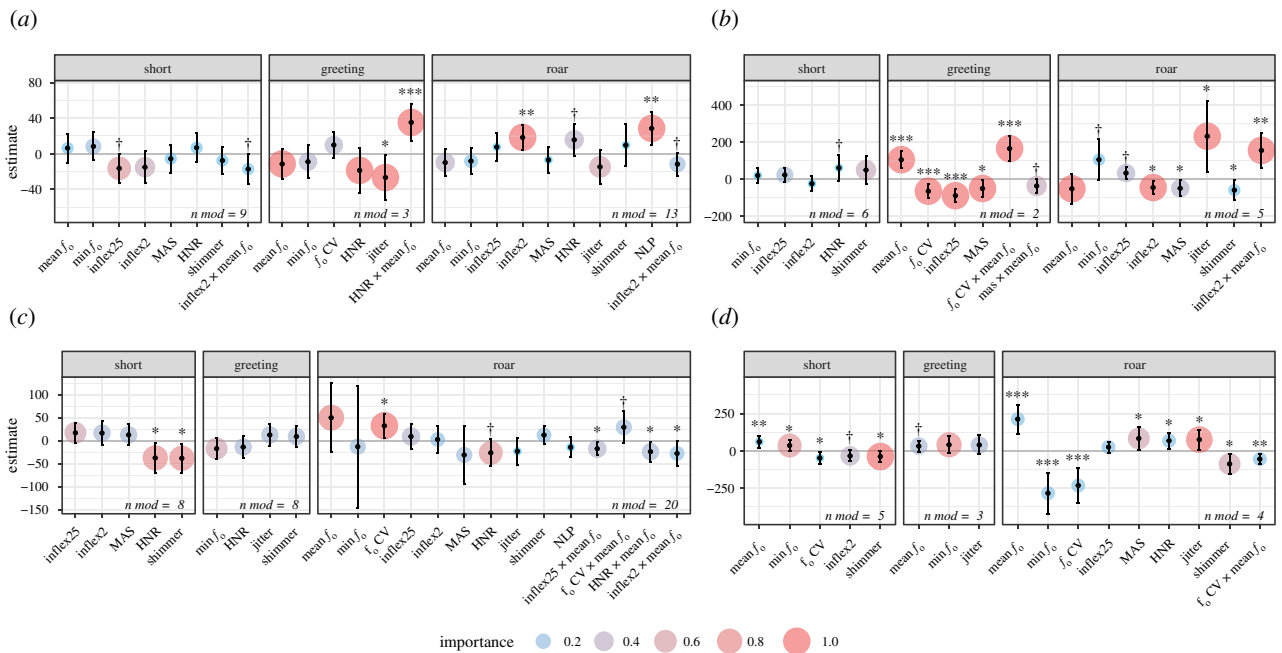 (a)
short greeting roar
estimate
80
40
0
−40
† † *** * ** † ** †
n mod = 9 n mod = 3 n mod = 13
mean fo min fo inflex25 inflex2 MAS HNR shimmer inflex2 × mean fo
mean fo min fo fo CV HNR jitter HNR × mean fo
mean fo min fo inflex25 inflex2 MAS HNR jitter shimmer NLP inflex2 × mean fo
(b)
short greeting roar
400
200
0
−200
† *** *** *** * *** † † † * * * * **
n mod = 6 n mod = 2 n mod = 5
min fo inflex25 inflex2 HNR shimmer
mean fo fo CV inflex25 MAS fo CV × mean fo mas × mean fo
mean fo min fo inflex25 inflex2 MAS jitter shimmer inflex2 × mean fo
(c)
short greeting roar
estimate
100
50
0
−50
−100
−150
* * * † * † * *
n mod = 8 n mod = 8 n mod = 20
inflex25 inflex2 MAS HNR shimmer
min fo HNR jitter shimmer
mean fo min fo fo CV inflex25 inflex2 MAS HNR jitter shimmer NLP inflex25 × mean fo fo CV × mean fo HNR × mean fo inflex2 × mean fo
(d)
short greeting roar
250
0
−250
** * * † * † *** *** *** * * * * *
n mod = 5 n mod = 3 n mod = 4
mean fo min fo fo CV inflex2 shimmer
mean fo min fo jitter
mean fo min fo fo CV inflex25 MAS HNR jitter shimmer fo CV × mean fo
importance 0.2 0.4 0.6 0.8 1.0